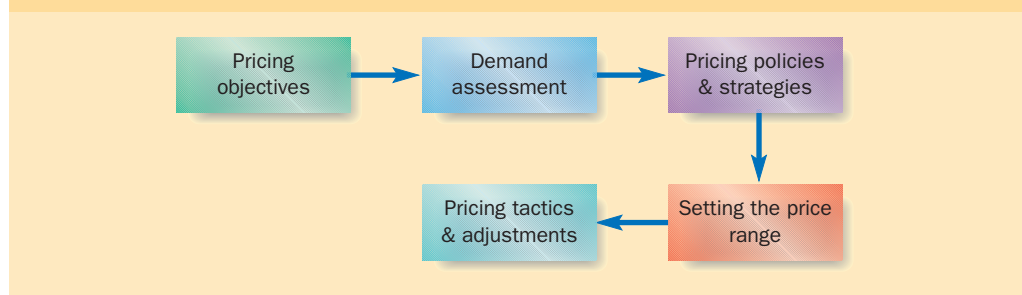 Pricing
objectives
Demand
assessment
Pricing policies
& strategies
Setting the price
range
Pricing tactics
& adjustments